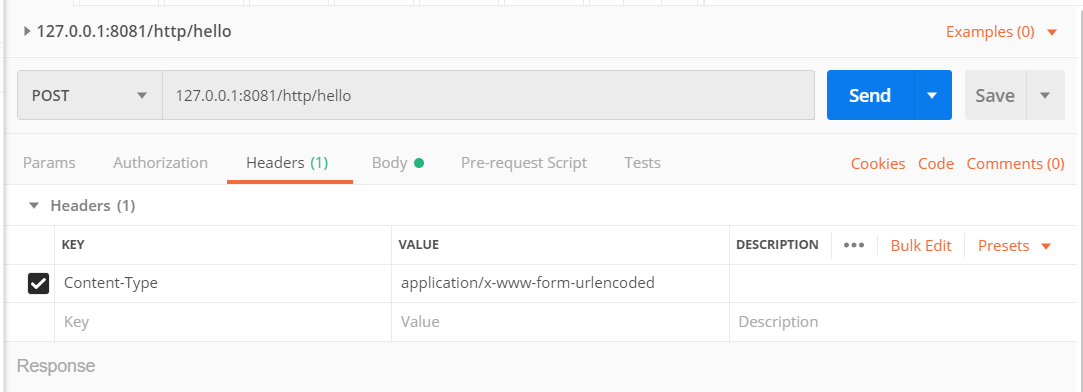 127.0.0.1:8081/http/hello Examples (0)
POST 127.0.0.1:8081/http/hello Send Save
Params Authorization Headers (1) Body Pre-request Script Tests Cookies Code Comments (0)
Headers (1)
KEY VALUE DESCRIPTION ••• Bulk Edit Presets
Content-Type application/x-www-form-urlencoded
Key Value Description
Response